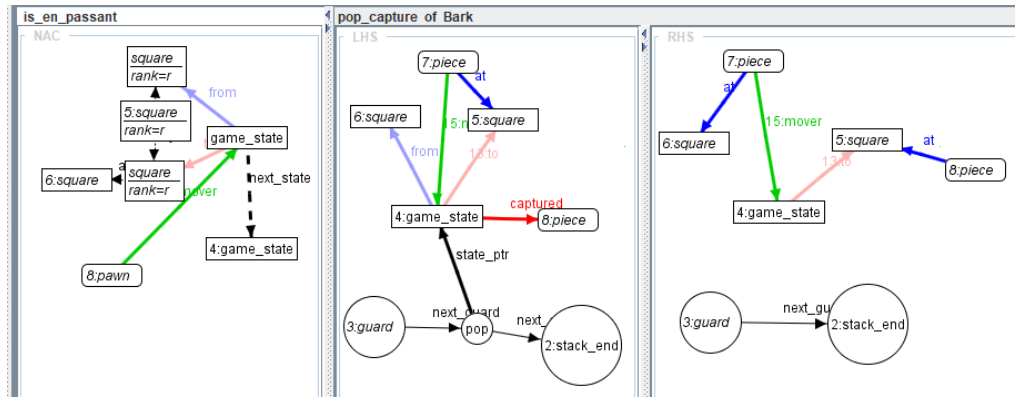 is_en_passant
pop_capture of Bark
NAC
square
rank=r
from
5:square
rank=r
game_state
square
rank=r
6:square
mover
next_state
8:pawn
4:game_state
LHS
7:piece
at
6:square
5:square
from
13:to
4:game_state
captured
8:piece
state_ptr
next_guard
3:guard
pop
2:stack_end
RHS
7:piece
at
15:mover
6:square
5:square
at
13:to
8:piece
4:game_state
3:guard
2:stack_end